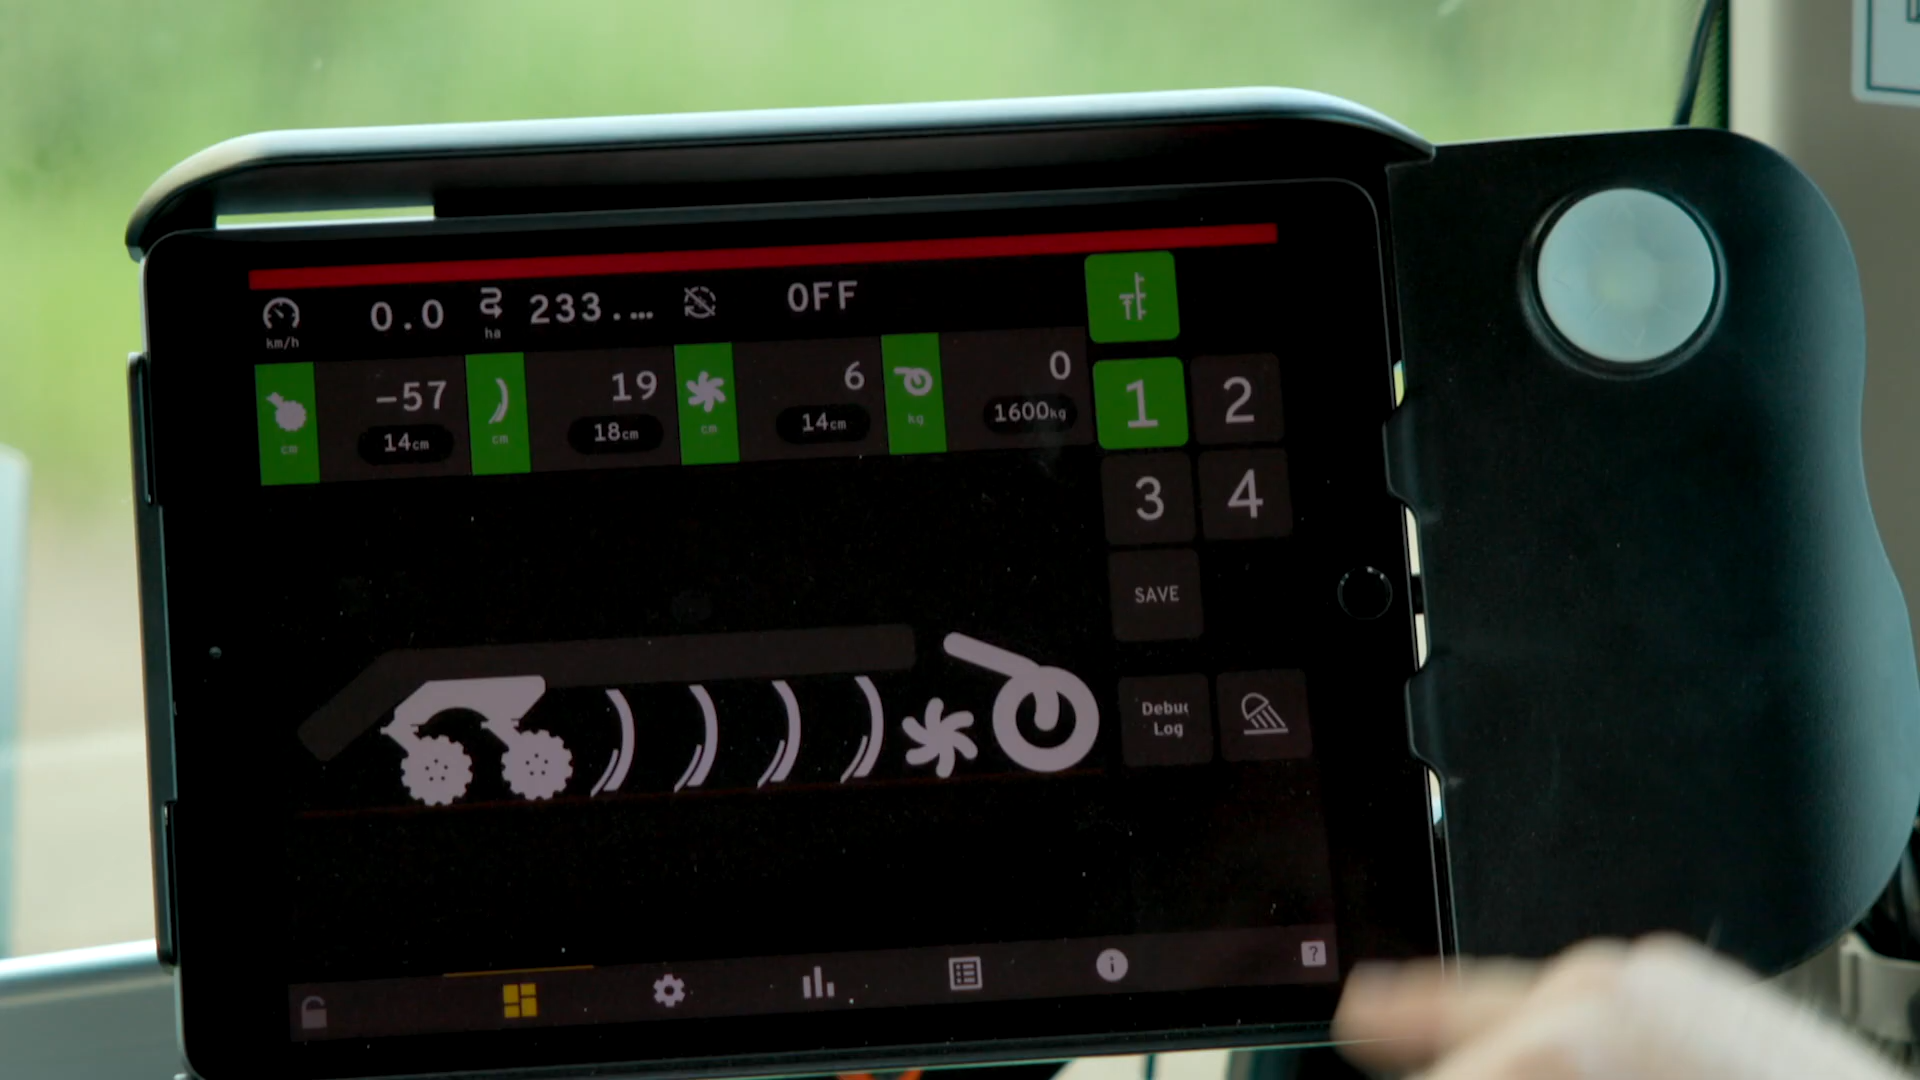 0.0 233.... OFF
km/h ha
-57 19 6 0
cm 14cm cm 18cm cm 14cm kg 1600kg
1 2
3 4
SAVE
Debu
Log
i ?